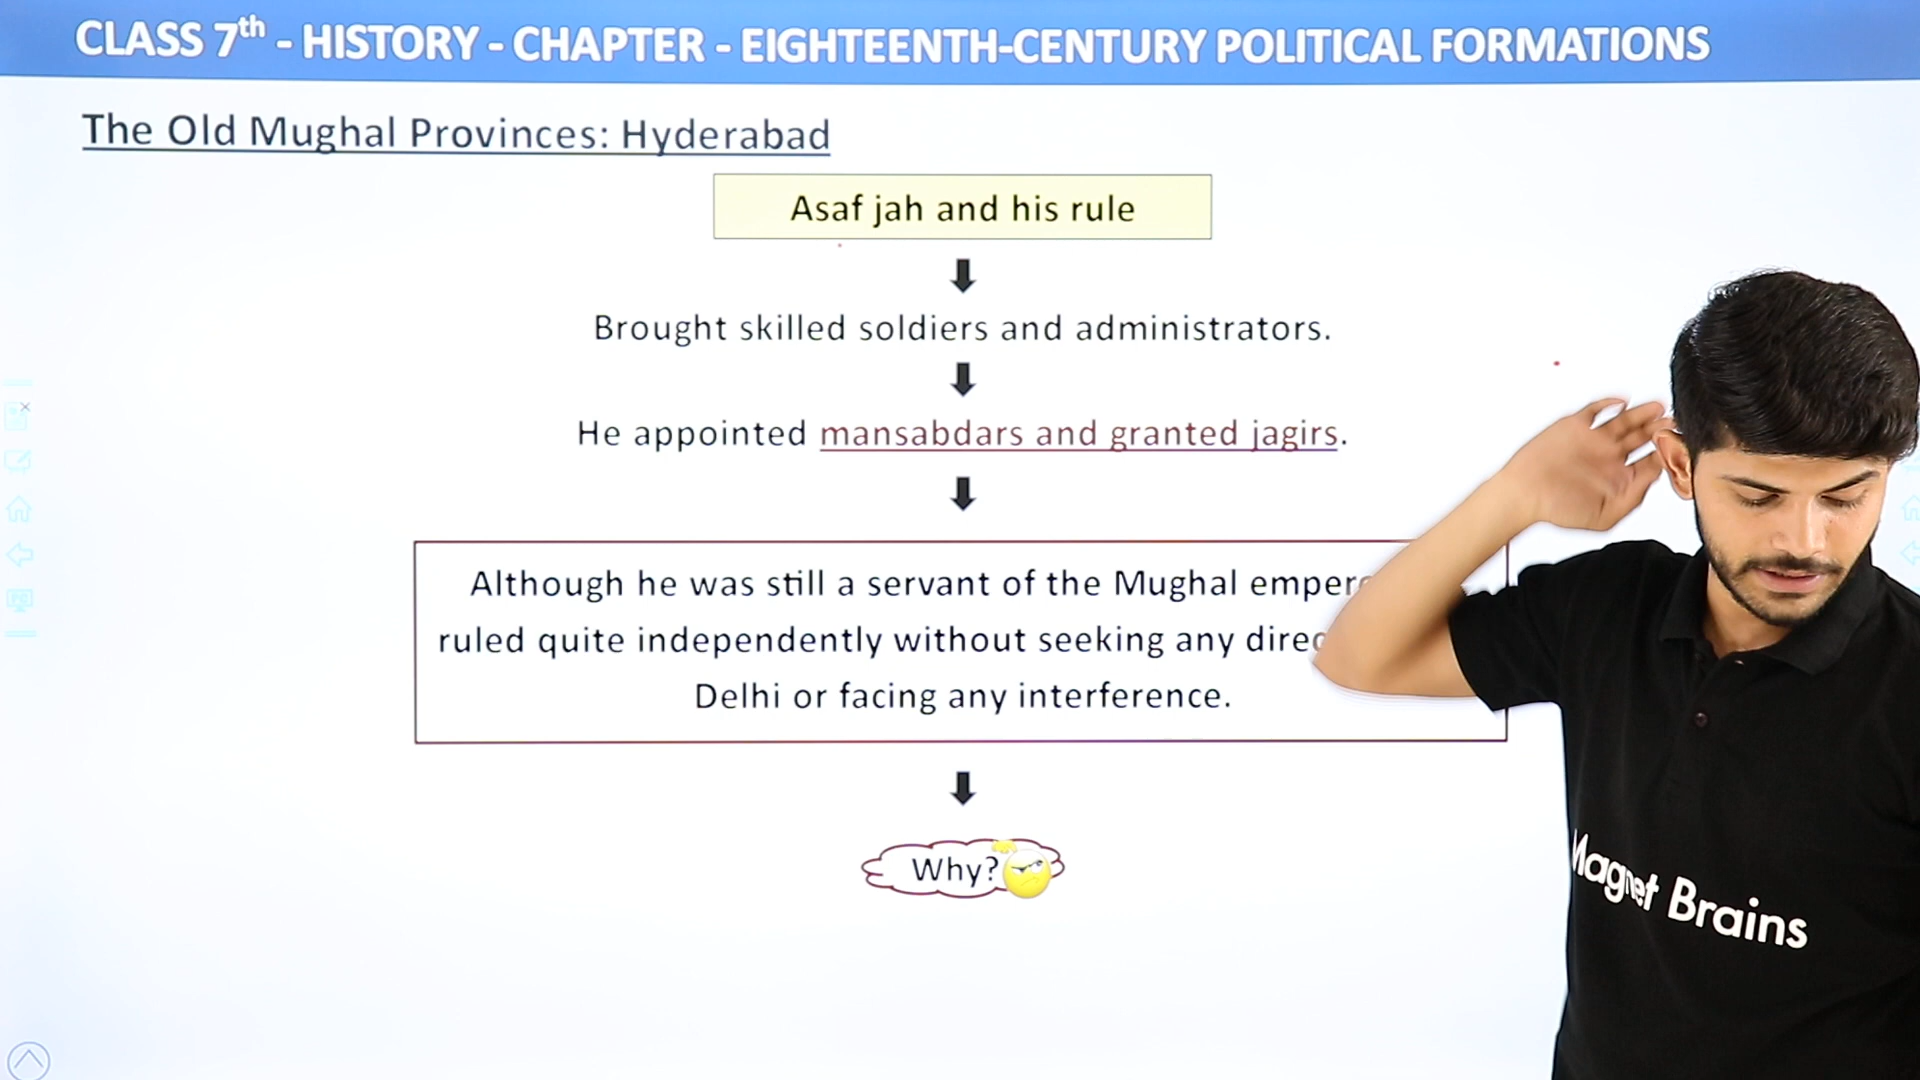 CLASS 7th - HISTORY - CHAPTER - EIGHTEENTH-CENTURY POLITICAL FORMATIONS
The Old Mughal Provinces: Hyderabad
Asaf jah and his rule
Brought skilled soldiers and administrators.
He appointed mansabdars and granted jagirs.
Although he was still a servant of the Mughal
ruled quite independently without seeking any
Delhi or facing any interference.
Why?
Magnet Brains